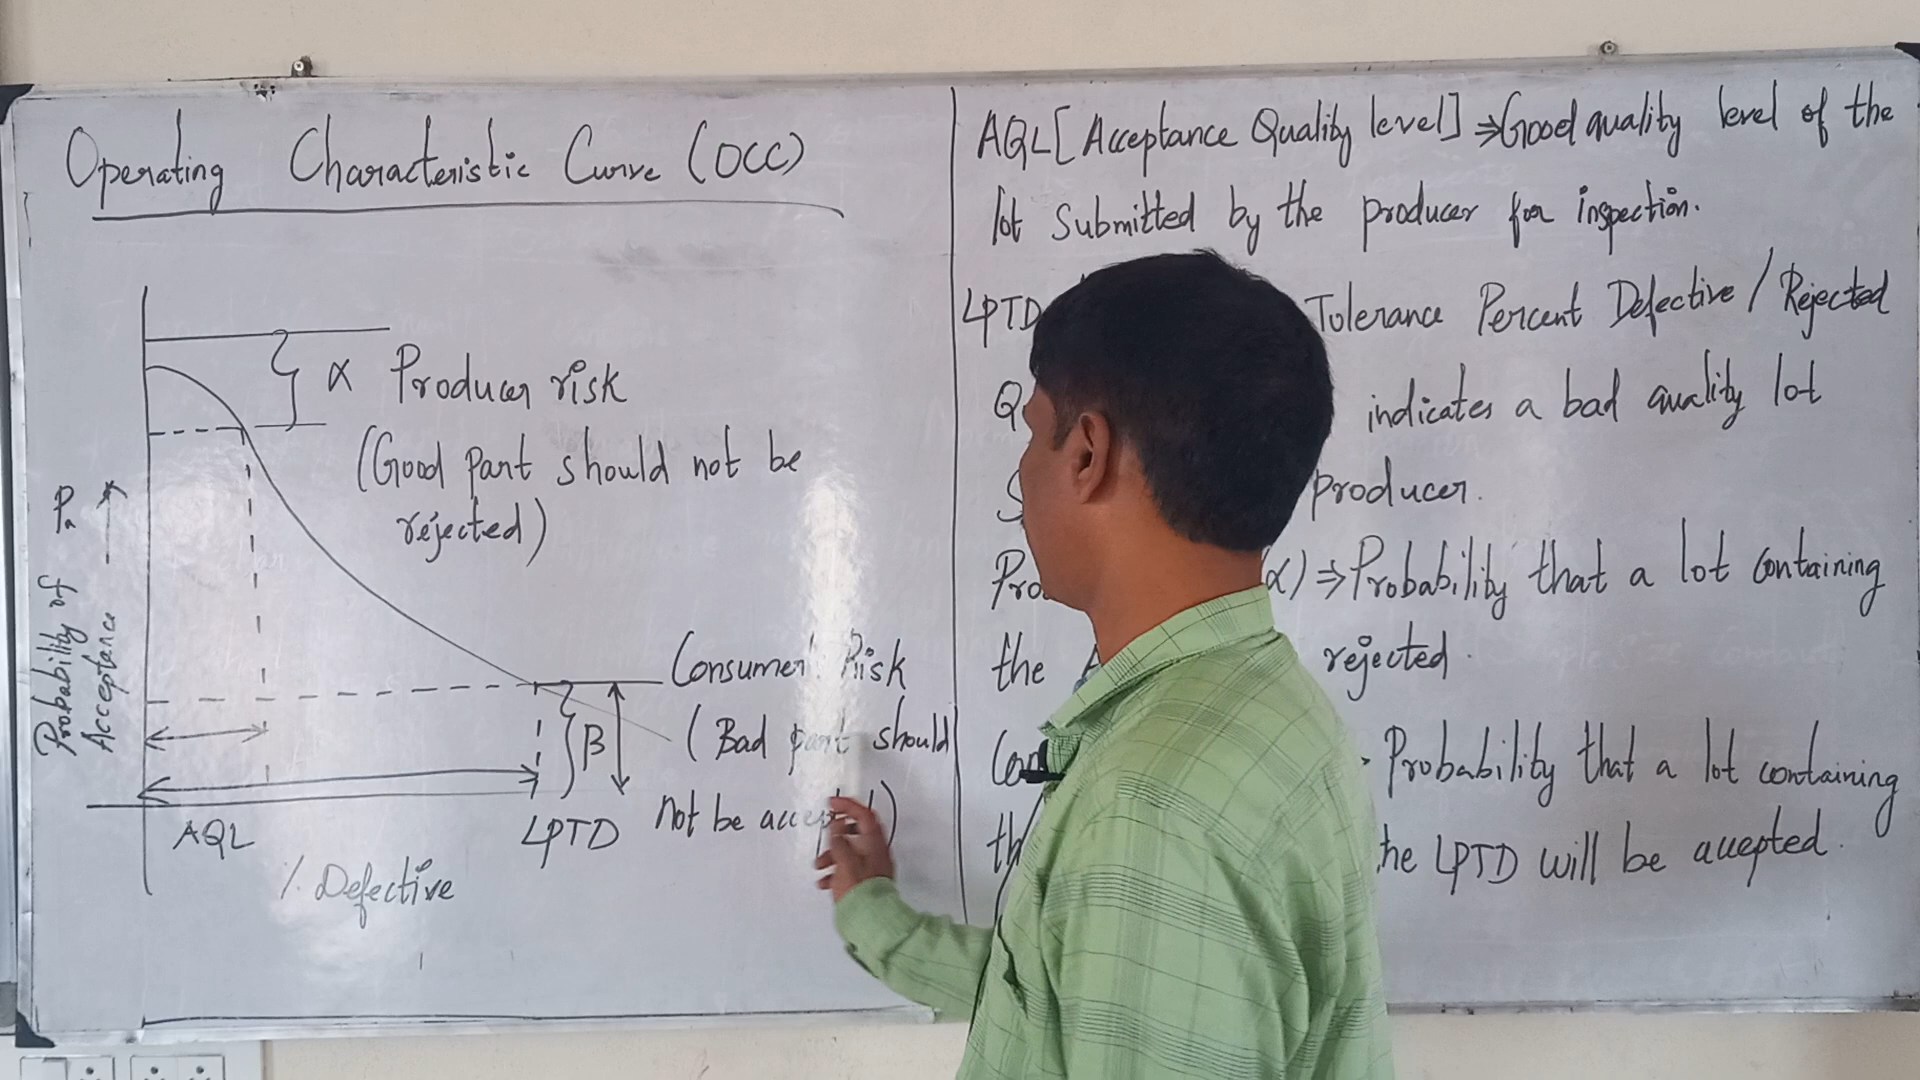 Operating Characteristic Curve (OCC)
α Producer risk
(Good part should not be
rejected)
Probability of Pa
Acceptance
Consumer Risk
(Bad part should
not be accept)
β
AQL
LPTD
% Defective
AQL [Acceptance Quality level] ⇒ Good quality level of the
lot submitted by the producer for inspection.
LPTD Tolerance Percent Defective / Rejected
indicates a bad quality lot
producer.
α) ⇒ Probability that a lot containing
the rejected.
Probability that a lot containing
the LPTD will be accepted.